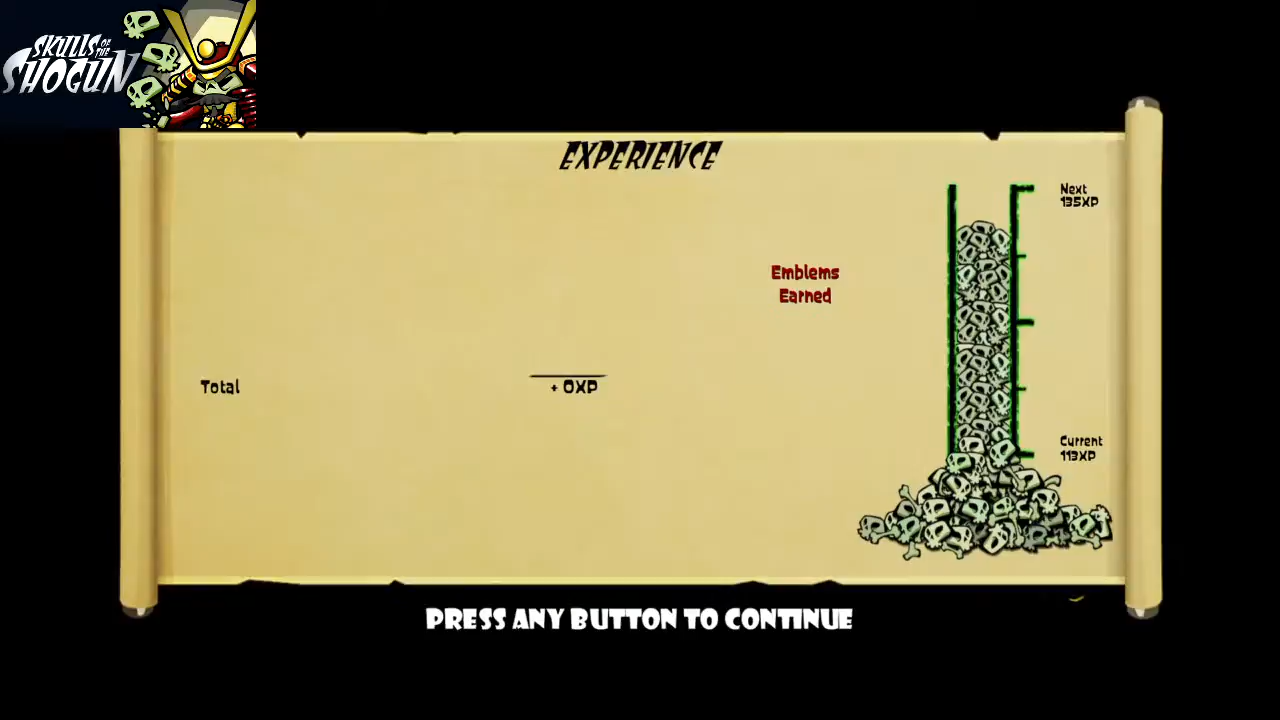 SKULLS OF THE
SHOGUN
EXPERIENCE
Next
135XP
Emblems
Earned
Total
+ 0XP
Current
113XP
PRESS ANY BUTTON TO CONTINUE